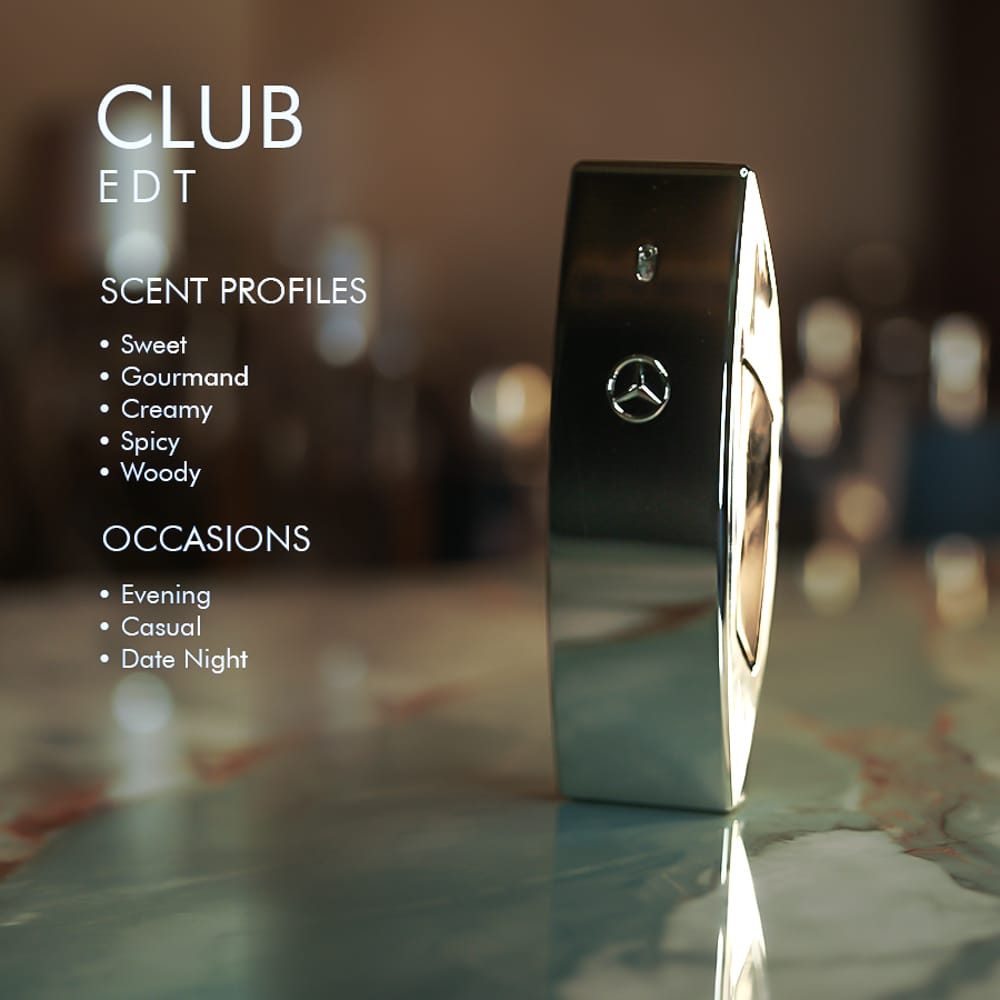 CLUB
EDT
SCENT PROFILES
• Sweet
• Gourmand
• Creamy
• Spicy
• Woody
OCCASIONS
• Evening
• Casual
• Date Night